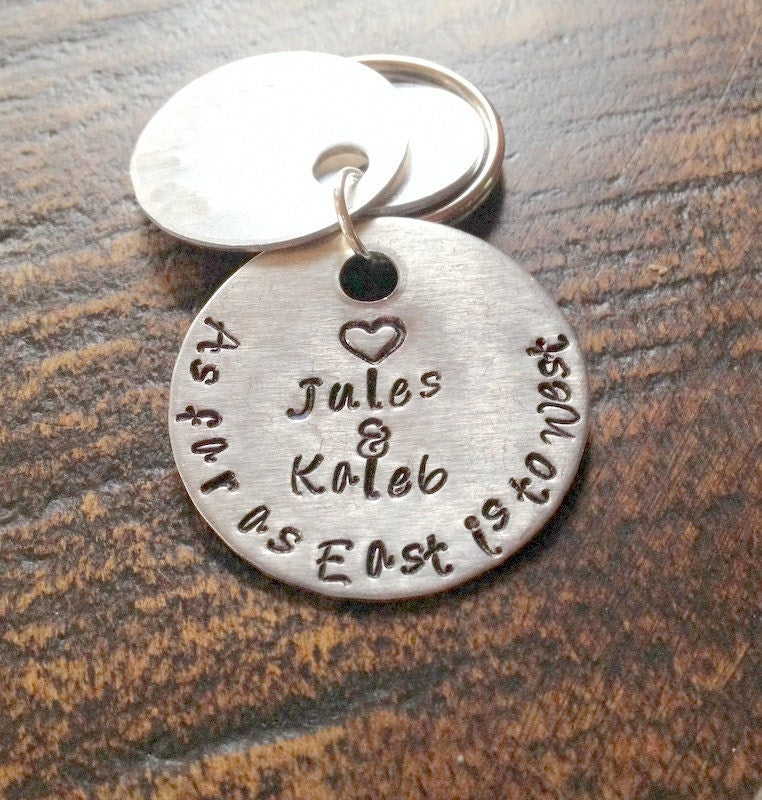 Jules
&
Kaleb
As far as East is to West